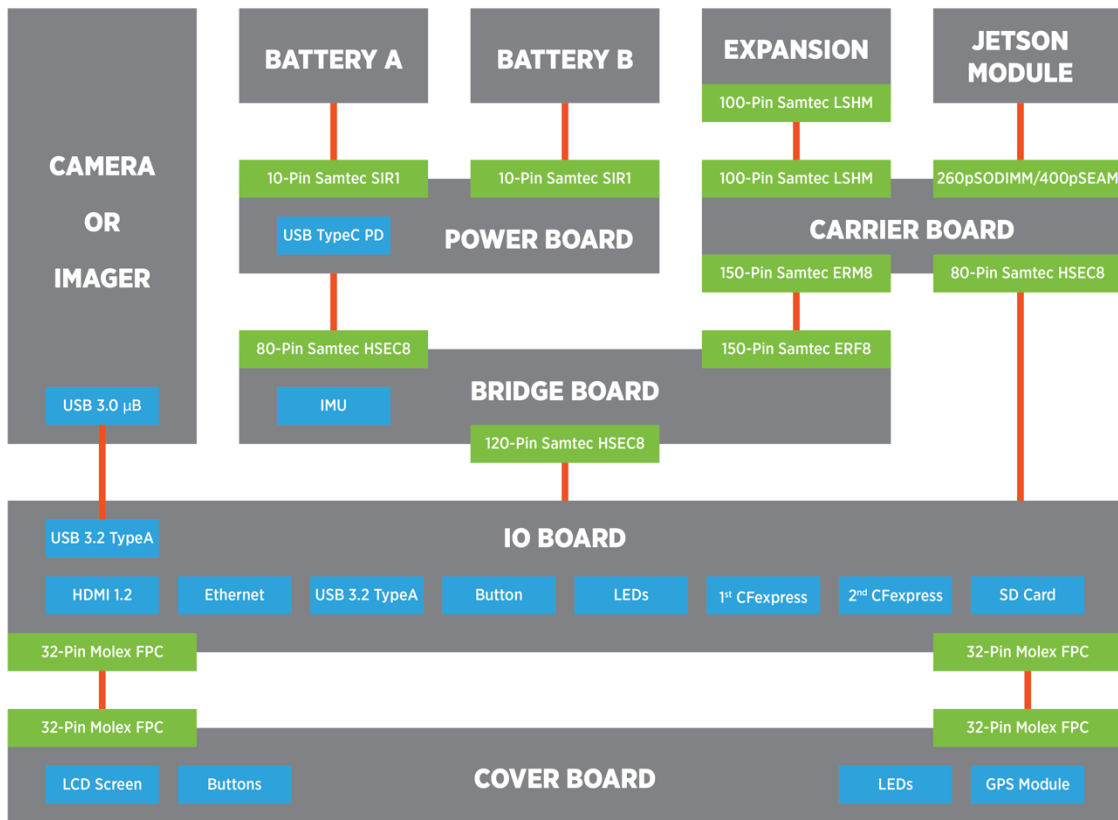 CAMERA
OR
IMAGER
USB 3.0 µB
BATTERY A
BATTERY B
EXPANSION
100-Pin Samtec LSHM
JETSON
MODULE
10-Pin Samtec SIR1
10-Pin Samtec SIR1
100-Pin Samtec LSHM
260pSODIMM/400pSEAM
USB TypeC PD
POWER BOARD
CARRIER BOARD
150-Pin Samtec ERM8
80-Pin Samtec HSEC8
80-Pin Samtec HSEC8
150-Pin Samtec ERF8
IMU
BRIDGE BOARD
120-Pin Samtec HSEC8
USB 3.2 TypeA
IO BOARD
HDMI 1.2
Ethernet
USB 3.2 TypeA
Button
LEDs
1st CFexpress
2nd CFexpress
SD Card
32-Pin Molex FPC
32-Pin Molex FPC
32-Pin Molex FPC
32-Pin Molex FPC
LCD Screen
Buttons
COVER BOARD
LEDs
GPS Module